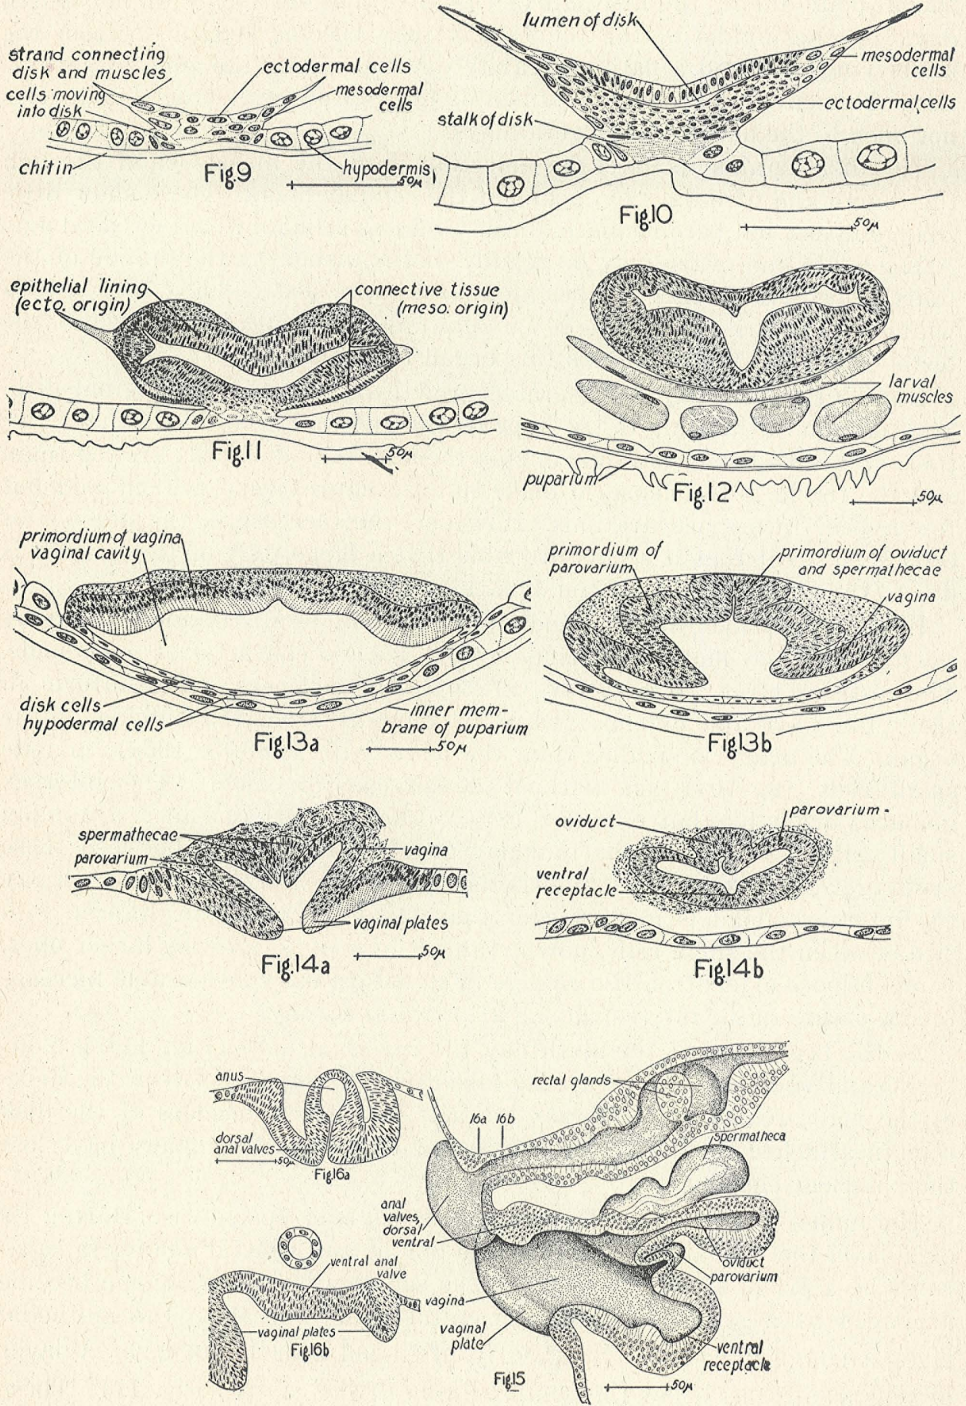 strand connecting
disk and muscles
cells moving
into disk
ectodermal cells
mesodermal
cells
chitin
hypodermis
Fig.9
50µ
lumen of disk
mesodermal
cells
ectodermal cells
stalk of disk
Fig.10
50µ
epithelial lining
(ecto. origin)
connective tissue
(meso. origin)
Fig.11
50µ
larval
muscles
puparium
Fig.12
50µ
primordium of vagina
vaginal cavity
disk cells
hypodermal cells
inner mem-
brane of puparium
Fig.13a
50µ
primordium of
parovarium
primordium of oviduct
and spermathecae
vagina
Fig.13b
spermathecae
parovarium
vagina
vaginal plates
Fig.14a
50µ
oviduct
parovarium-
ventral
receptacle
Fig.14b
anus
dorsal
anal valves
50µ
Fig.16a
ventral anal
valve
vaginal plates
Fig.16b
rectal glands
16a 16b
spermatheca
anal
valves,
dorsal
ventral
oviduct
parovarium
vagina
vaginal
plate
ventral
receptacle
Fig.15
50µ